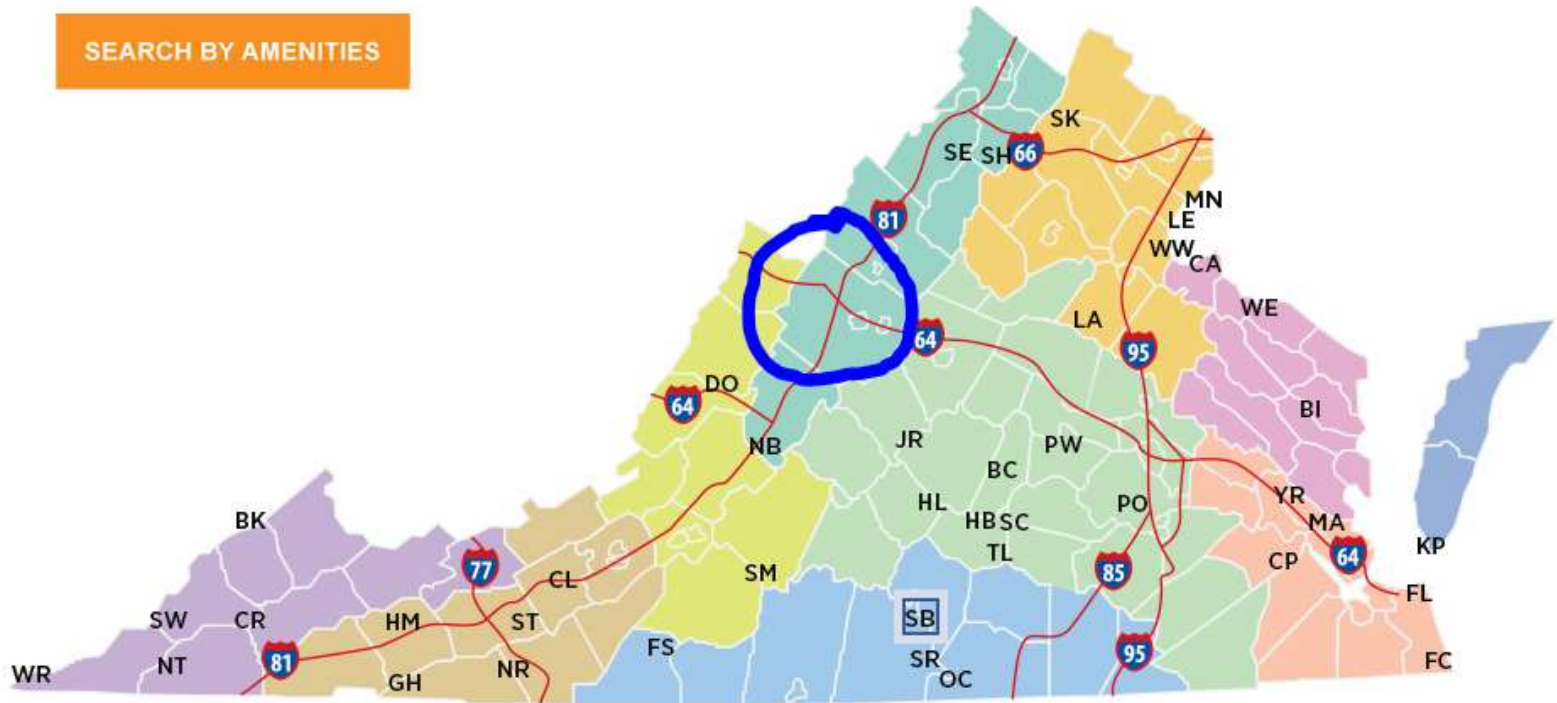 SEARCH BY AMENITIES
SK
SE SH 66
MN
81 LE
WW
CA
WE
LA
64 95
DO
64
BI
NB JR PW
BC
HL YR
PO
HB SC MA
BK TL CP 64 KP
77 CL SM 85
FL
SW CR HM ST SB
FS
WR NT 81 NR SR 95 FC
GH OC